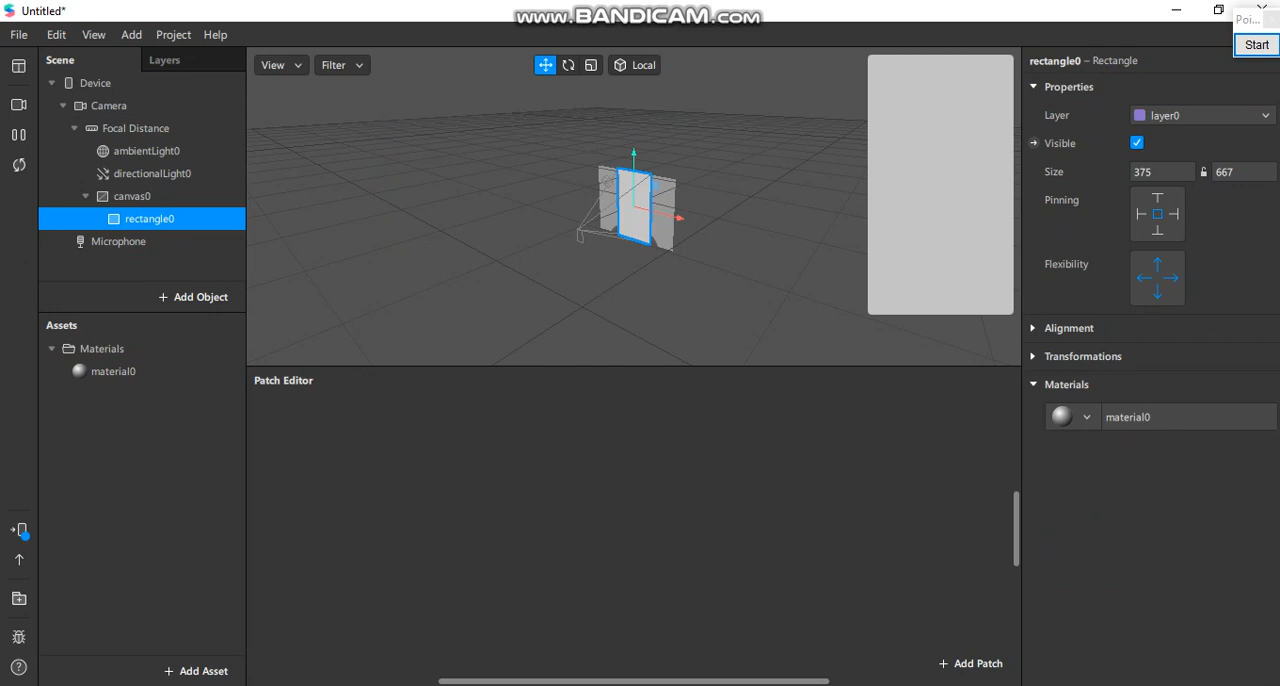 Untitled*
www.BANDICAM.com
Poi...
Start
File Edit View Add Project Help
Scene
Layers
Device
Camera
Focal Distance
ambientLight0
directionalLight0
canvas0
rectangle0
Microphone
+ Add Object
Assets
Materials
material0
+ Add Asset
View
Filter
Local
Patch Editor
+ Add Patch
rectangle0 – Rectangle
Properties
Layer layer0
Visible
Size 375 667
Pinning
Flexibility
Alignment
Transformations
Materials
material0